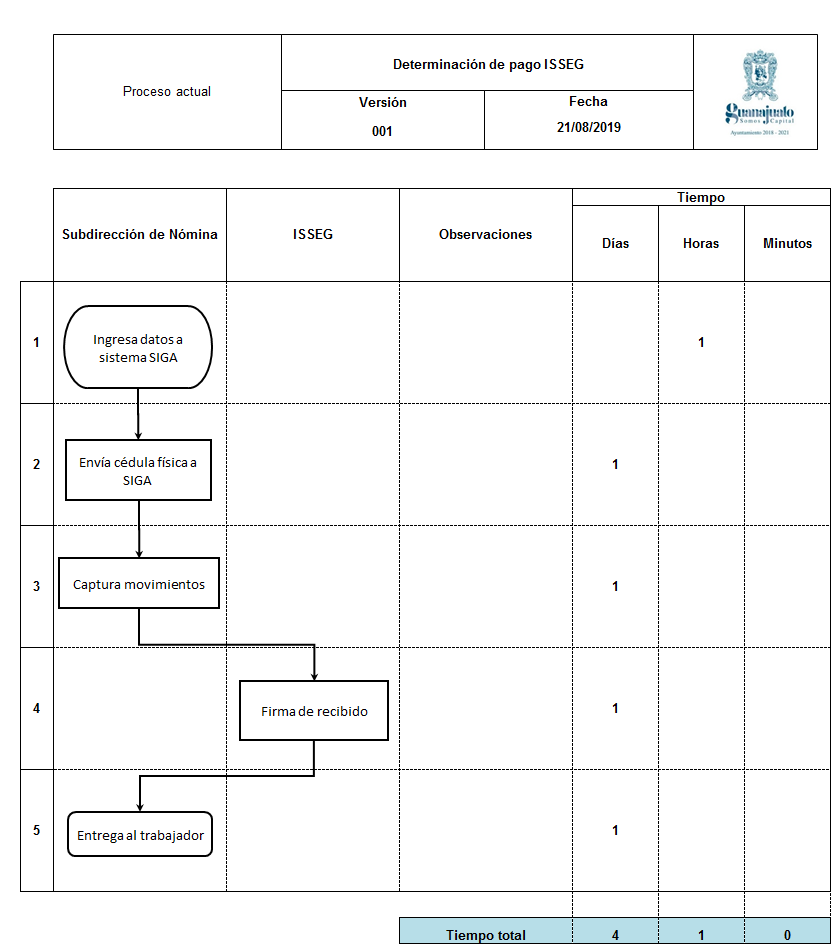 Proceso actual
Determinación de pago ISSEG
Versión
001
Fecha
21/08/2019
Guanajuato
Somos Capital
Ayuntamiento 2018 - 2021
Subdirección de Nómina
ISSEG
Observaciones
Tiempo
Días
Horas
Minutos
1
Ingresa datos a
sistema SIGA
1
2
Envía cédula física a
SIGA
1
3
Captura movimientos
1
4
Firma de recibido
1
5
Entrega al trabajador
1
Tiempo total
4
1
0